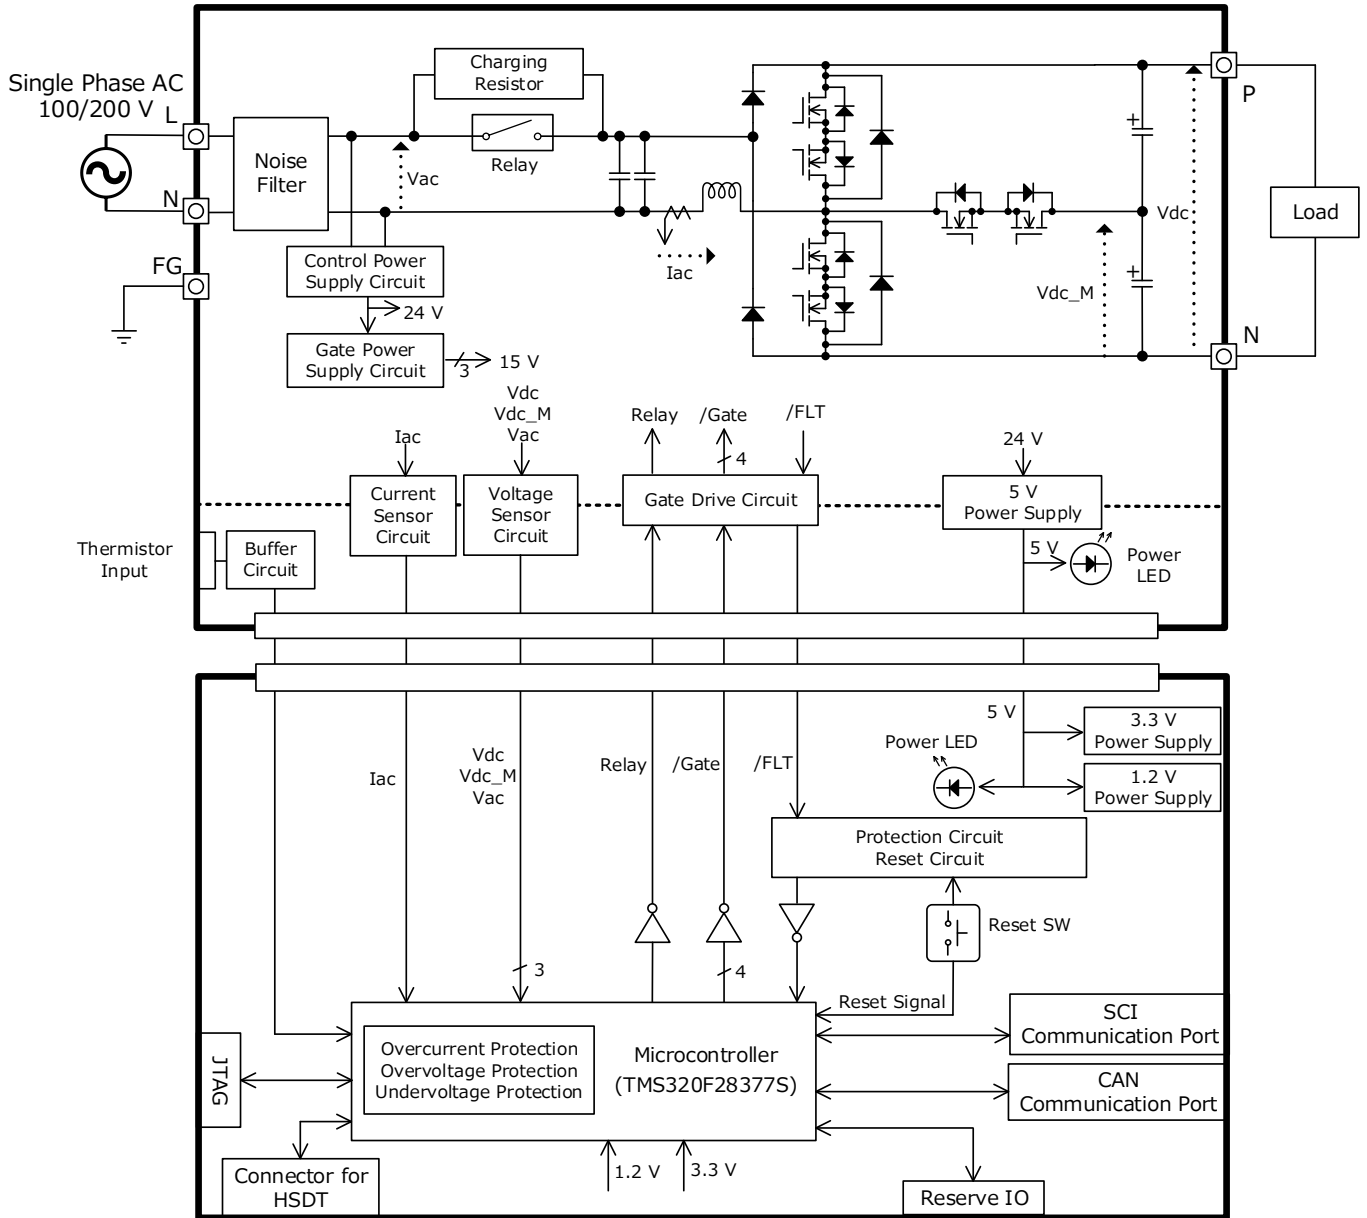 Single Phase AC
100/200 V
L
N
FG
Noise
Filter
Charging
Resistor
Relay
Vac
Iac
Control Power
Supply Circuit
24 V
Gate Power
Supply Circuit
3
15 V
P
Vdc
Vdc_M
Load
N
Iac
Vdc
Vdc_M
Vac
Relay
/Gate
4
/FLT
24 V
Current
Sensor
Circuit
Voltage
Sensor
Circuit
Gate Drive Circuit
5 V
Power Supply
Thermistor
Input
Buffer
Circuit
5 V
Power
LED
Iac
Vdc
Vdc_M
Vac
Relay
/Gate
/FLT
5 V
Power LED
3.3 V
Power Supply
1.2 V
Power Supply
Protection Circuit
Reset Circuit
Reset SW
3
4
Reset Signal
JTAG
Overcurrent Protection
Overvoltage Protection
Undervoltage Protection
Microcontroller
(TMS320F28377S)
SCI
Communication Port
CAN
Communication Port
Connector for
HSDT
1.2 V
3.3 V
Reserve IO